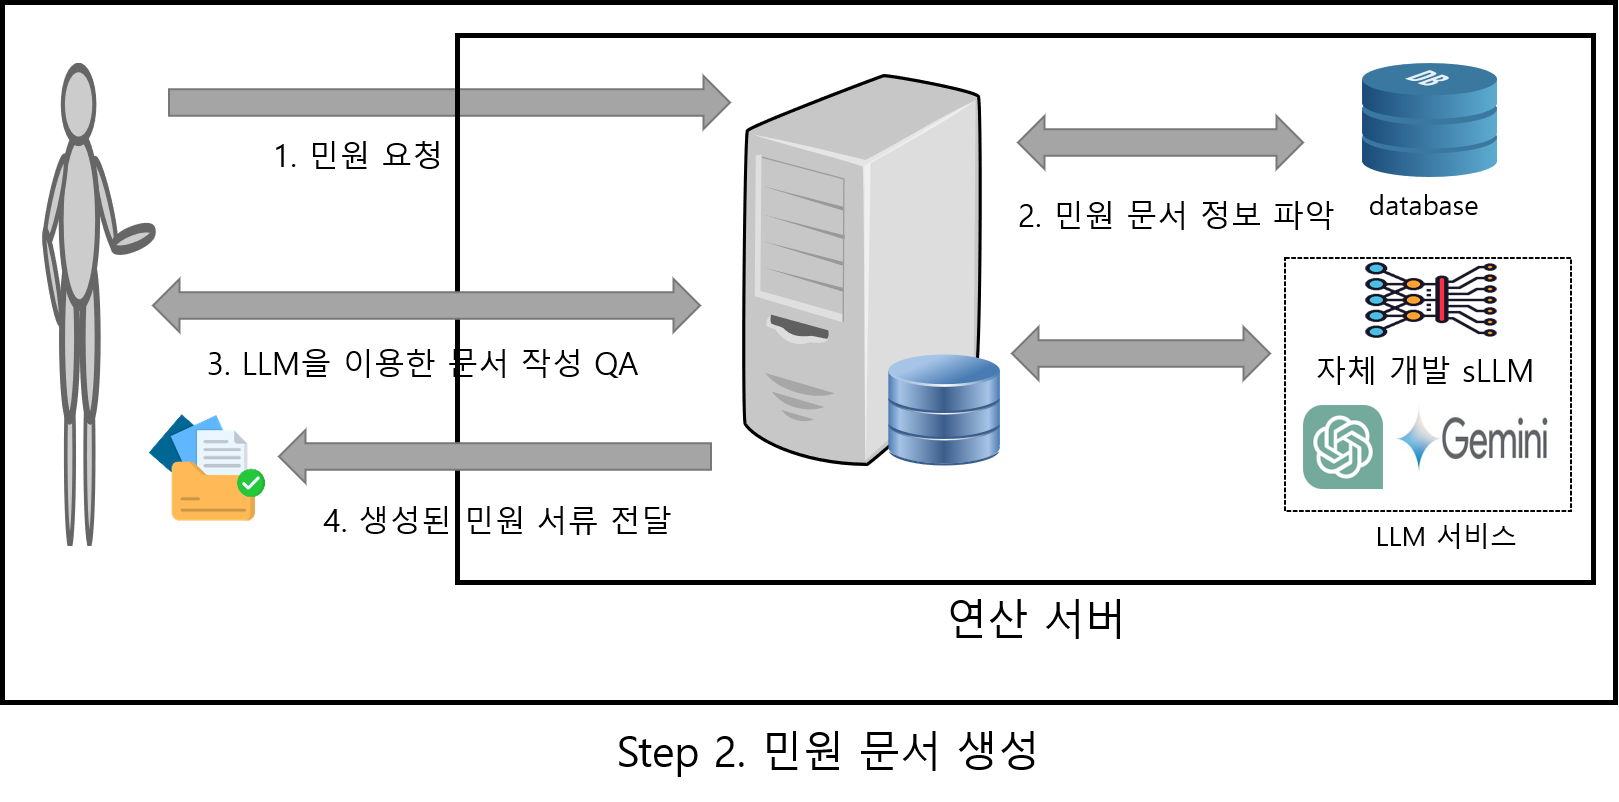 1. 민원 요청
DB
2. 민원 문서 정보 파악
database
3. LLM을 이용한 문서 작성 QA
자체 개발 sLLM
Gemini
4. 생성된 민원 서류 전달
LLM 서비스
연산 서버
Step 2. 민원 문서 생성